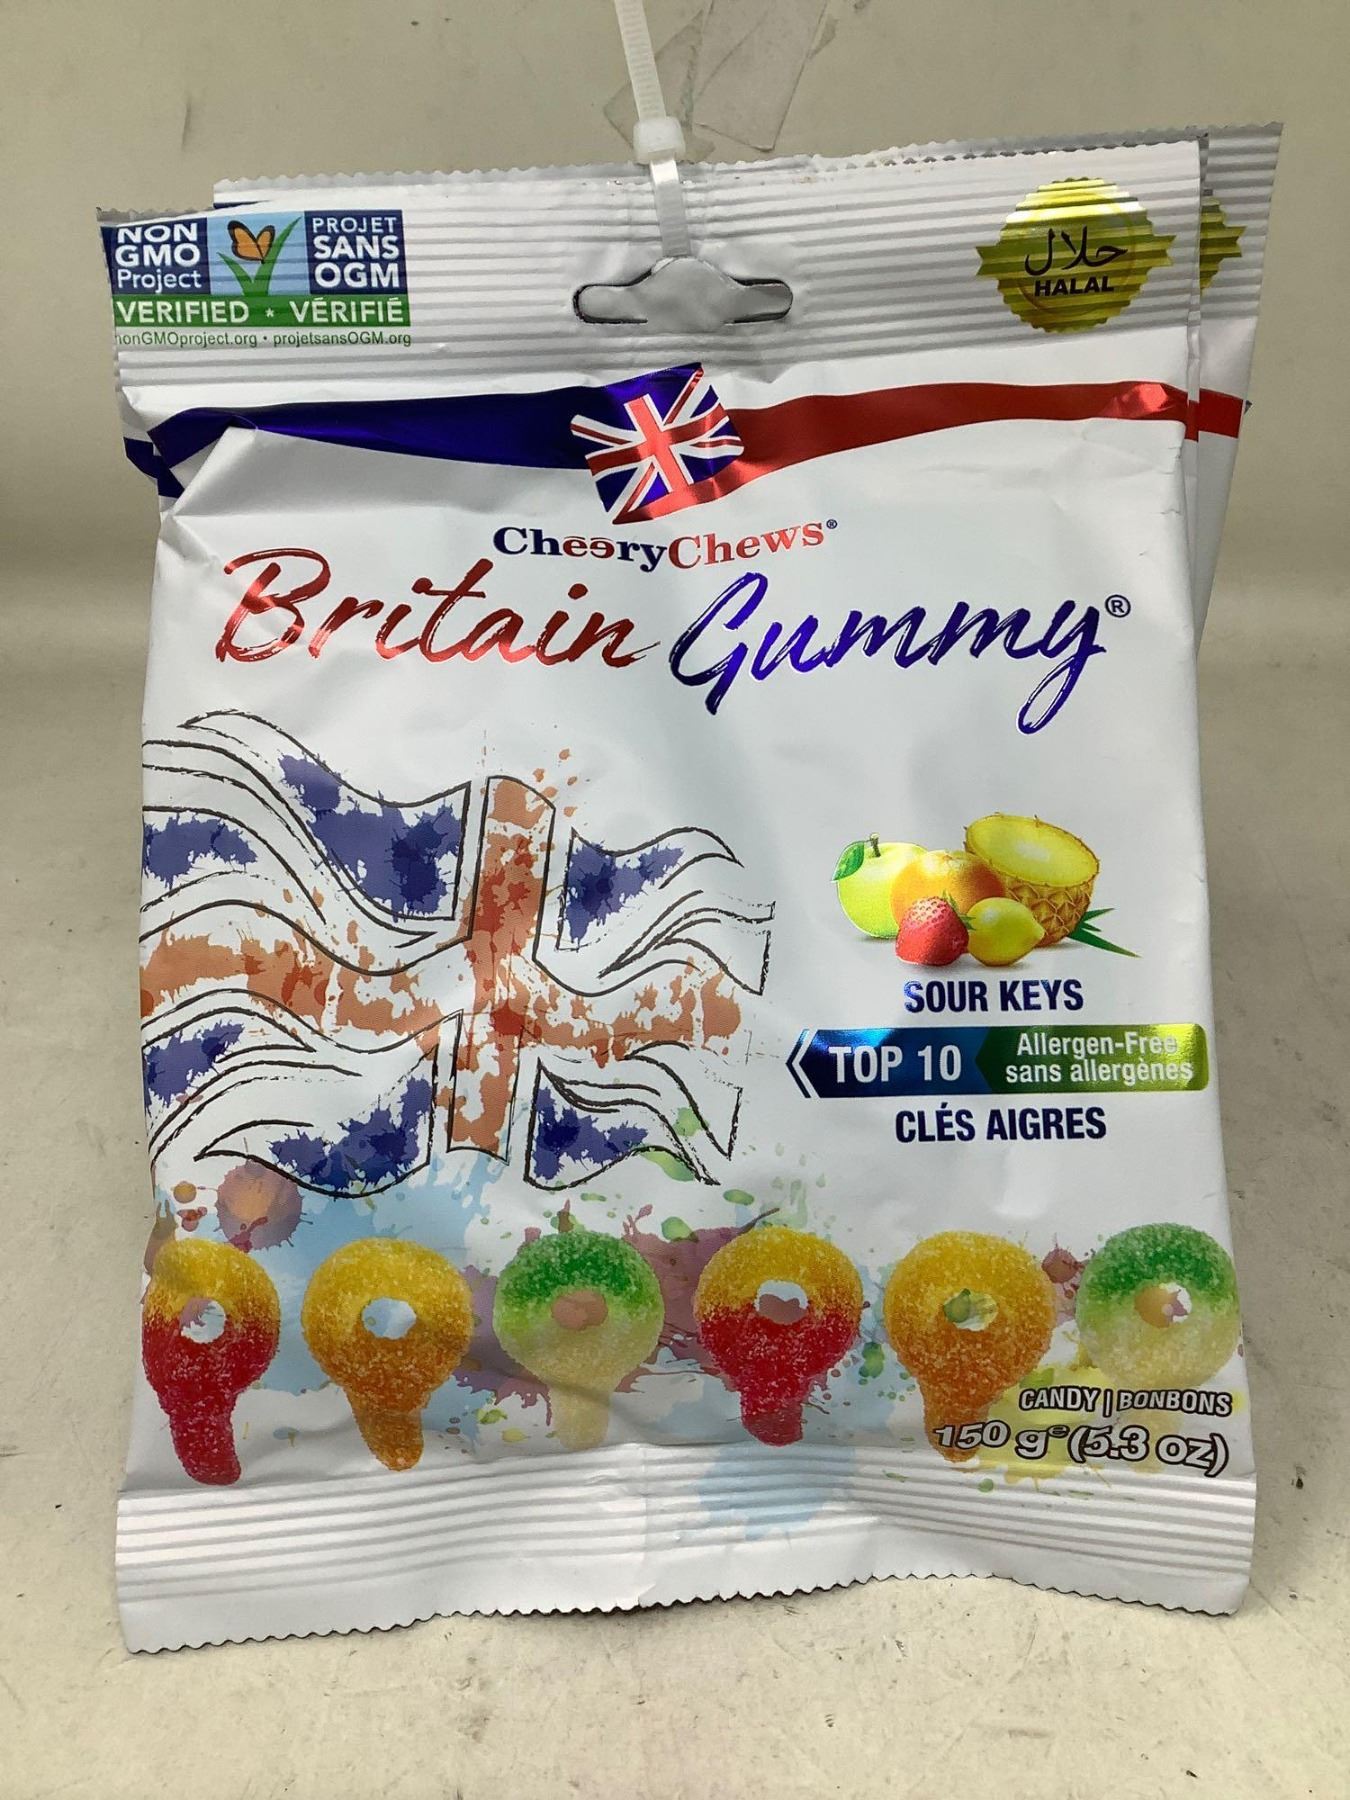 NON
GMO
Project
PROJET
SANS
OGM
VERIFIED * VÉRIFIÉ
nonGMOproject.org • projetsansOGM.org
حلال
HALAL
CheeryChews®
Britain Gummy®
SOUR KEYS
TOP 10
Allergen-Free
sans allergènes
CLÉS AIGRES
CANDY | BONBONS
150 g℮ (5.3 oz)